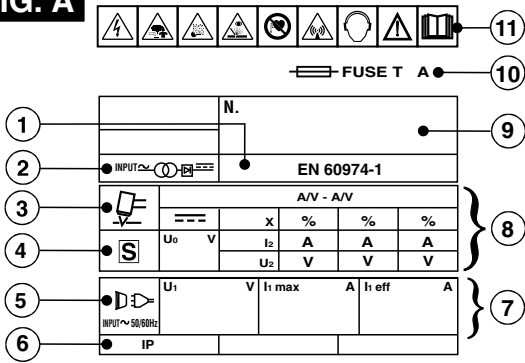 FIG. A
11
FUSE T A
10
N.
1
9
2
INPUT
EN 60974-1
3
A/V - A/V
X % % %
8
4
S
U₀ V
I₂ A A A
U₂ V V V
5
U₁ V I₁ max A I₁ eff A
7
INPUT~ 50/60Hz
6
IP